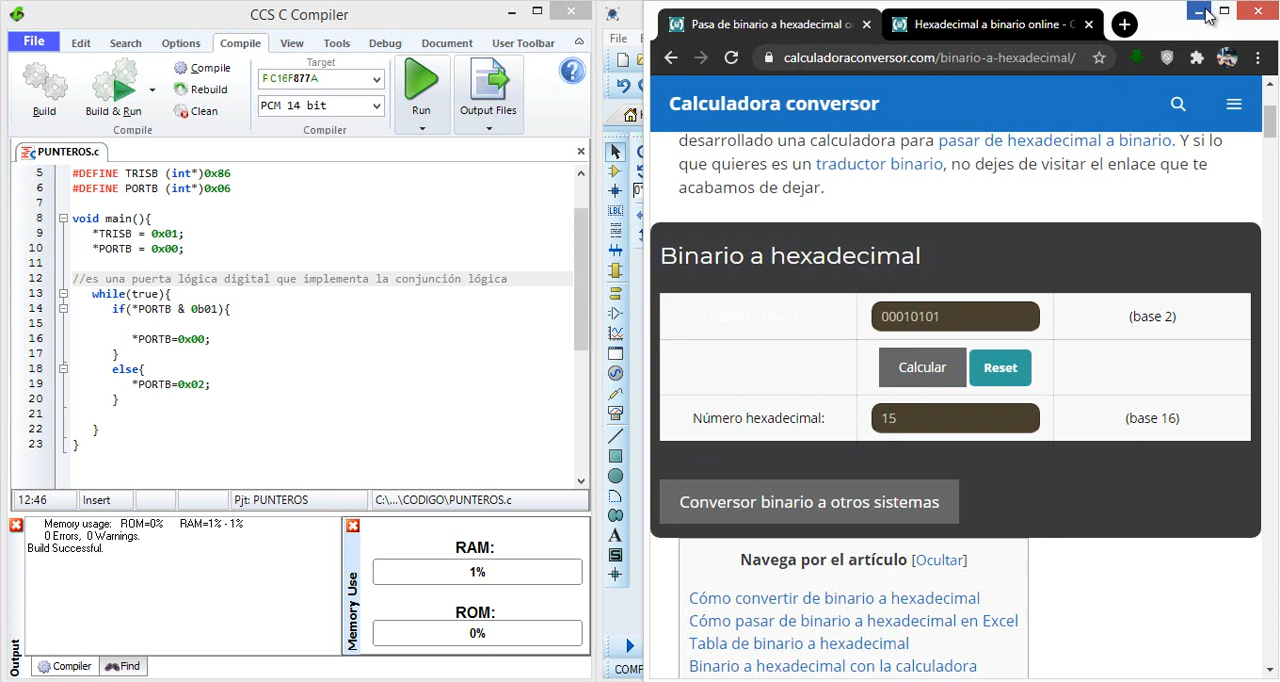 CCS C Compiler
File Edit Search Options Compile View Tools Debug Document User Toolbar
Build
Build & Run
Compile
Rebuild
Clean
Compile
Target
PCM 14 bit
Compiler
Run
Output Files
PUNTEROS.c
5 #DEFINE TRISB (int*)0x86
6 #DEFINE PORTB (int*)0x06
7
8 void main(){
9 *TRISB = 0x01;
10 *PORTB = 0x00;
11
12 //es una puerta lógica digital que implementa la conjunción lógica
13 while(true){
14 if(*PORTB & 0b01){
15
16 *PORTB=0x00;
17 }
18 else{
19 *PORTB=0x02;
20 }
21
22 }
23 }
12:46 Insert Pjt: PUNTEROS C:\...\CODIGO\PUNTEROS.c
Memory usage: ROM=0% RAM=1% - 1%
0 Errors, 0 Warnings.
Build Successful.
Output
Compiler Find
Memory Use
RAM:
1%
ROM:
0%
File
LBL
A
S
COMP
Pasa de binario a hexadecimal o
Hexadecimal a binario online - C
calculadoraconversor.com/binario-a-hexadecimal/
Calculadora conversor
desarrollado una calculadora para pasar de hexadecimal a binario. Y si lo
que quieres es un traductor binario, no dejes de visitar el enlace que te
acabamos de dejar.
Binario a hexadecimal
00010101 (base 2)
Calcular Reset
Número hexadecimal: 15 (base 16)
Conversor binario a otros sistemas
Navega por el artículo [Ocultar]
Cómo convertir de binario a hexadecimal
Cómo pasar de binario a hexadecimal en Excel
Tabla de binario a hexadecimal
Binario a hexadecimal con la calculadora